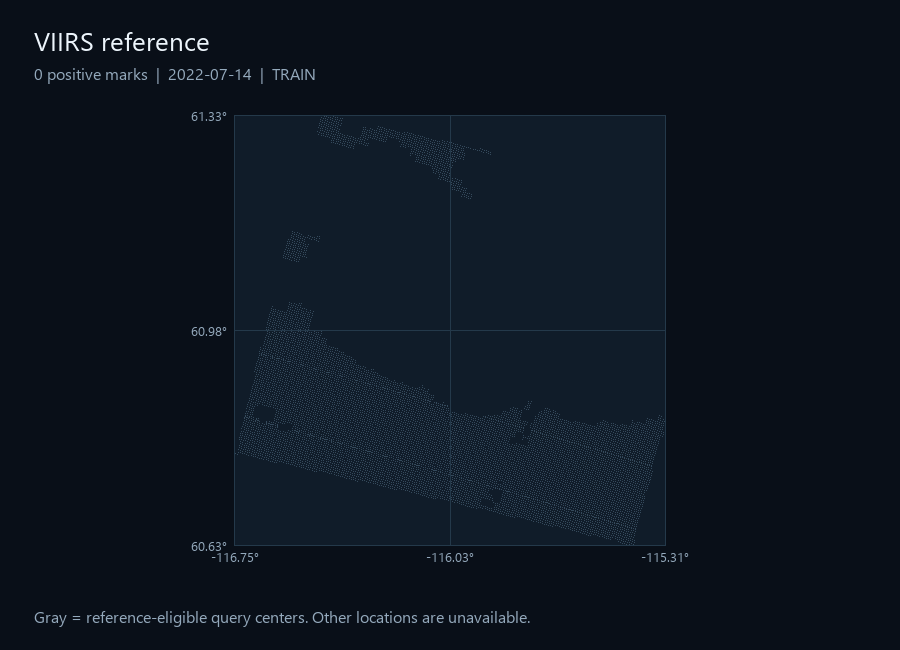 VIIRS reference
0 positive marks | 2022-07-14 | TRAIN
61.33°
60.98°
60.63°
-116.75°
-116.03°
-115.31°
Gray = reference-eligible query centers. Other locations are unavailable.